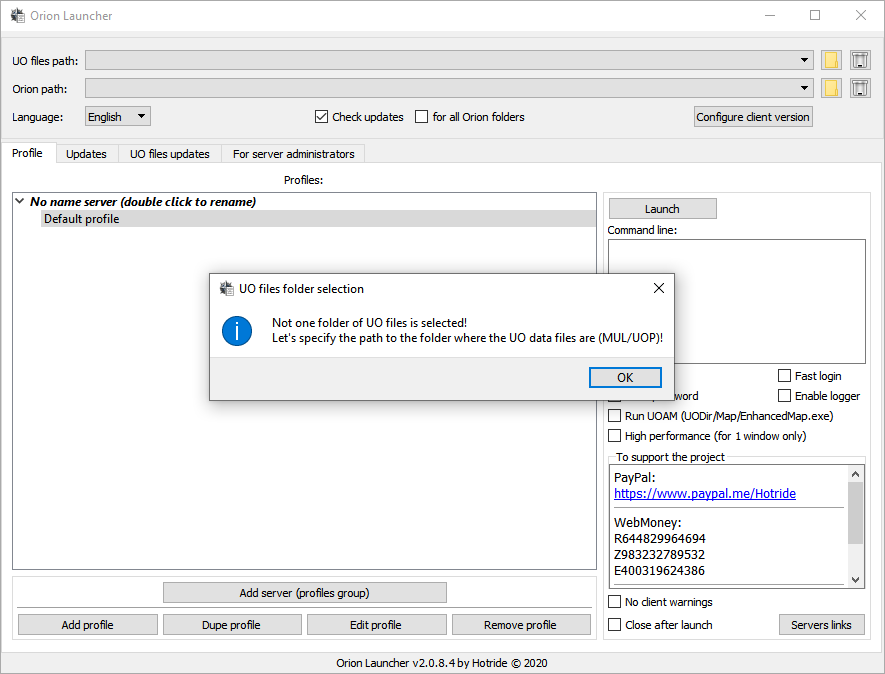 Orion Launcher
UO files path:
Orion path:
Language:
English
Check updates
for all Orion folders
Configure client version
Profile
Updates
UO files updates
For server administrators
Profiles:
No name server (double click to rename)
Default profile
Launch
Command line:
UO files folder selection
Not one folder of UO files is selected!
Let's specify the path to the folder where the UO data files are (MUL/UOP)!
OK
Fast login
Enable logger
Run UOAM (UODir/Map/EnhancedMap.exe)
High performance (for 1 window only)
To support the project
PayPal:
https://www.paypal.me/Hotride
WebMoney:
R644829964694
Z983232789532
E400319624386
No client warnings
Close after launch
Servers links
Add server (profiles group)
Add profile
Dupe profile
Edit profile
Remove profile
Orion Launcher v2.0.8.4 by Hotride © 2020